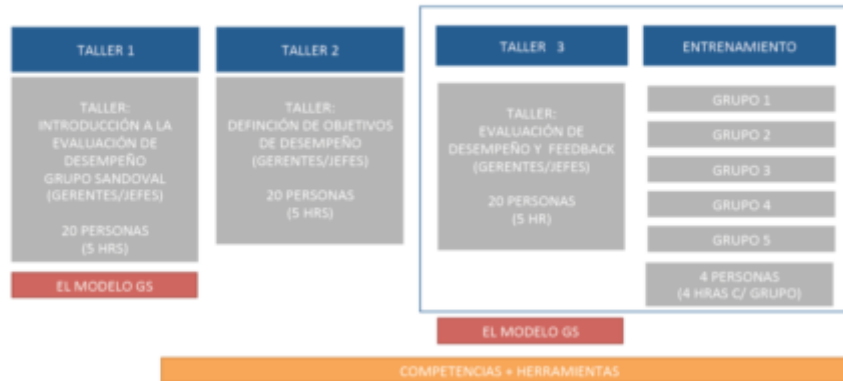 TALLER 1
TALLER:
INTRODUCCIÓN A LA
EVALUACIÓN DE
DESEMPEÑO
GRUPO SANDOVAL
(GERENTES/JEFES)
20 PERSONAS
(5 HRS)
EL MODELO GS
TALLER 2
TALLER:
DEFINCIÓN DE OBJETIVOS
DE DESEMPEÑO
(GERENTES/JEFES)
20 PERSONAS
(5 HRS)
TALLER 3
TALLER:
EVALUACIÓN DE
DESEMPEÑO Y FEEDBACK
(GERENTES/JEFES)
20 PERSONAS
(5 HR)
EL MODELO GS
ENTRENAMIENTO
GRUPO 1
GRUPO 2
GRUPO 3
GRUPO 4
GRUPO 5
4 PERSONAS
(4 HRAS C/ GRUPO)
COMPETENCIAS + HERRAMIENTAS